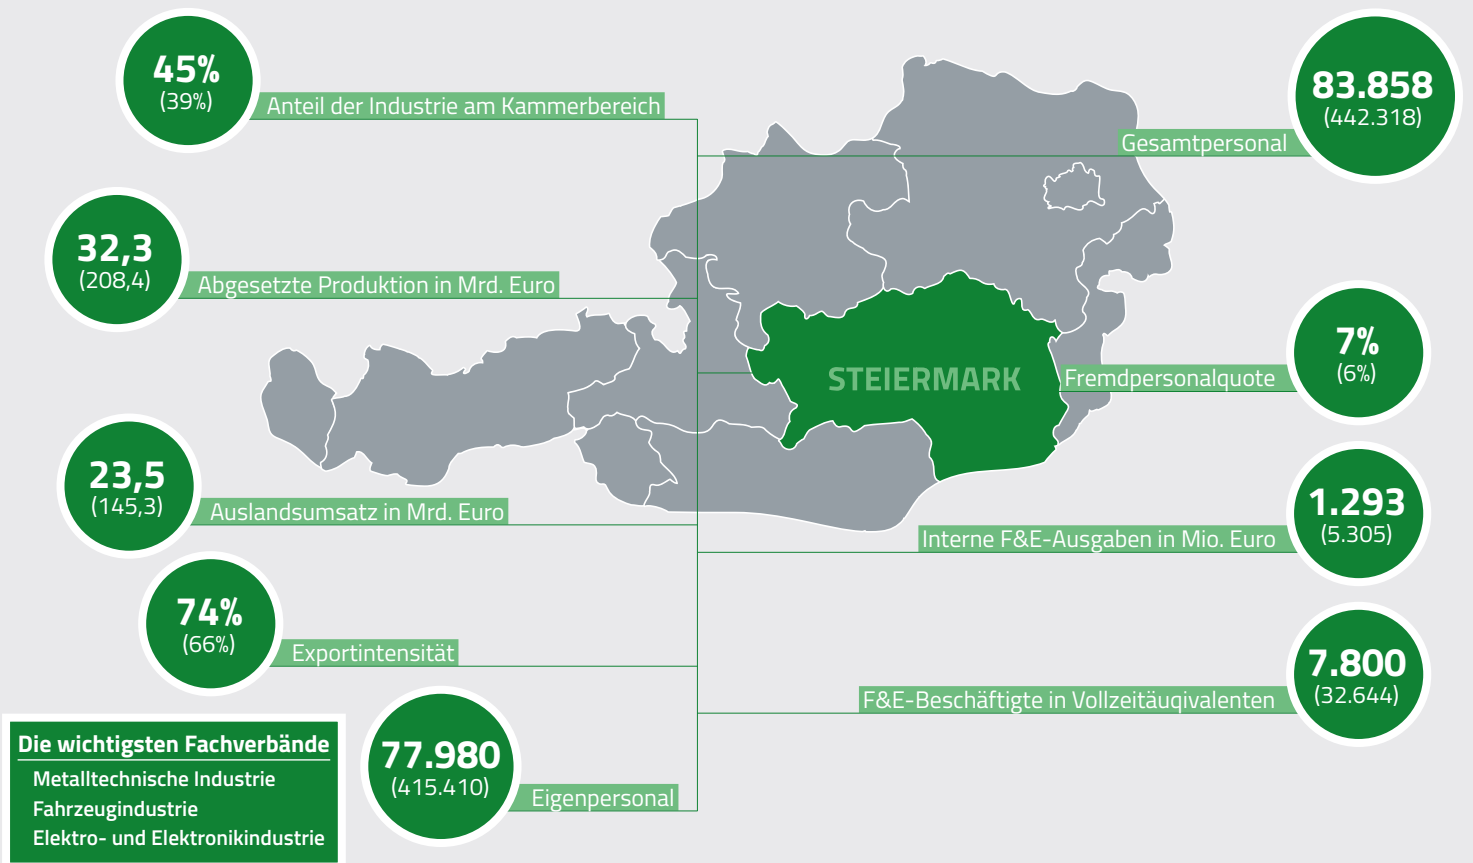 45%
(39%)
Anteil der Industrie am Kammerbereich
83.858
(442.318)
Gesamtpersonal
32,3
(208,4)
Abgesetzte Produktion in Mrd. Euro
7%
(6%)
Fremdpersonalquote
STEIERMARK
23,5
(145,3)
Auslandsumsatz in Mrd. Euro
1.293
(5.305)
Interne F&E-Ausgaben in Mio. Euro
74%
(66%)
Exportintensität
7.800
(32.644)
F&E-Beschäftigte in Vollzeitäuqivalenten
77.980
(415.410)
Eigenpersonal
Die wichtigsten Fachverbände
Metalltechnische Industrie
Fahrzeugindustrie
Elektro- und Elektronikindustrie